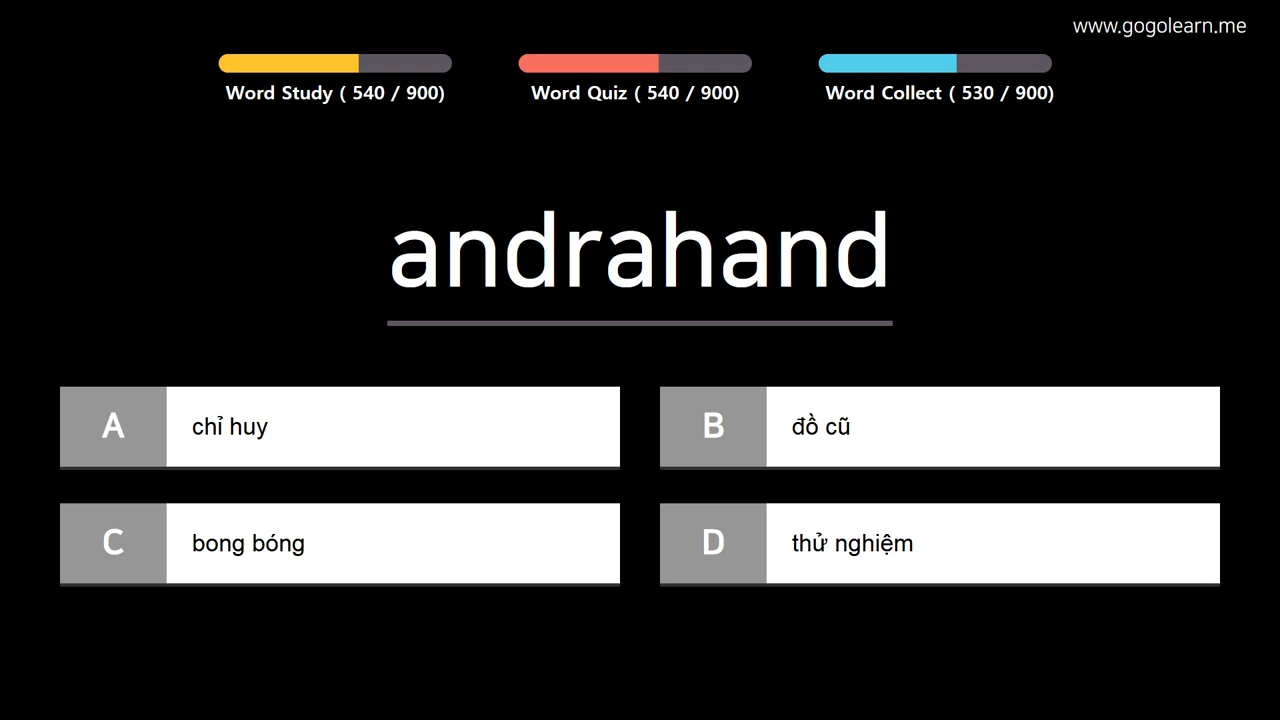 www.gogolearn.me
Word Study ( 540 / 900)
Word Quiz ( 540 / 900)
Word Collect ( 530 / 900)
andrahand
A
chỉ huy
B
đồ cũ
C
bong bóng
D
thử nghiệm